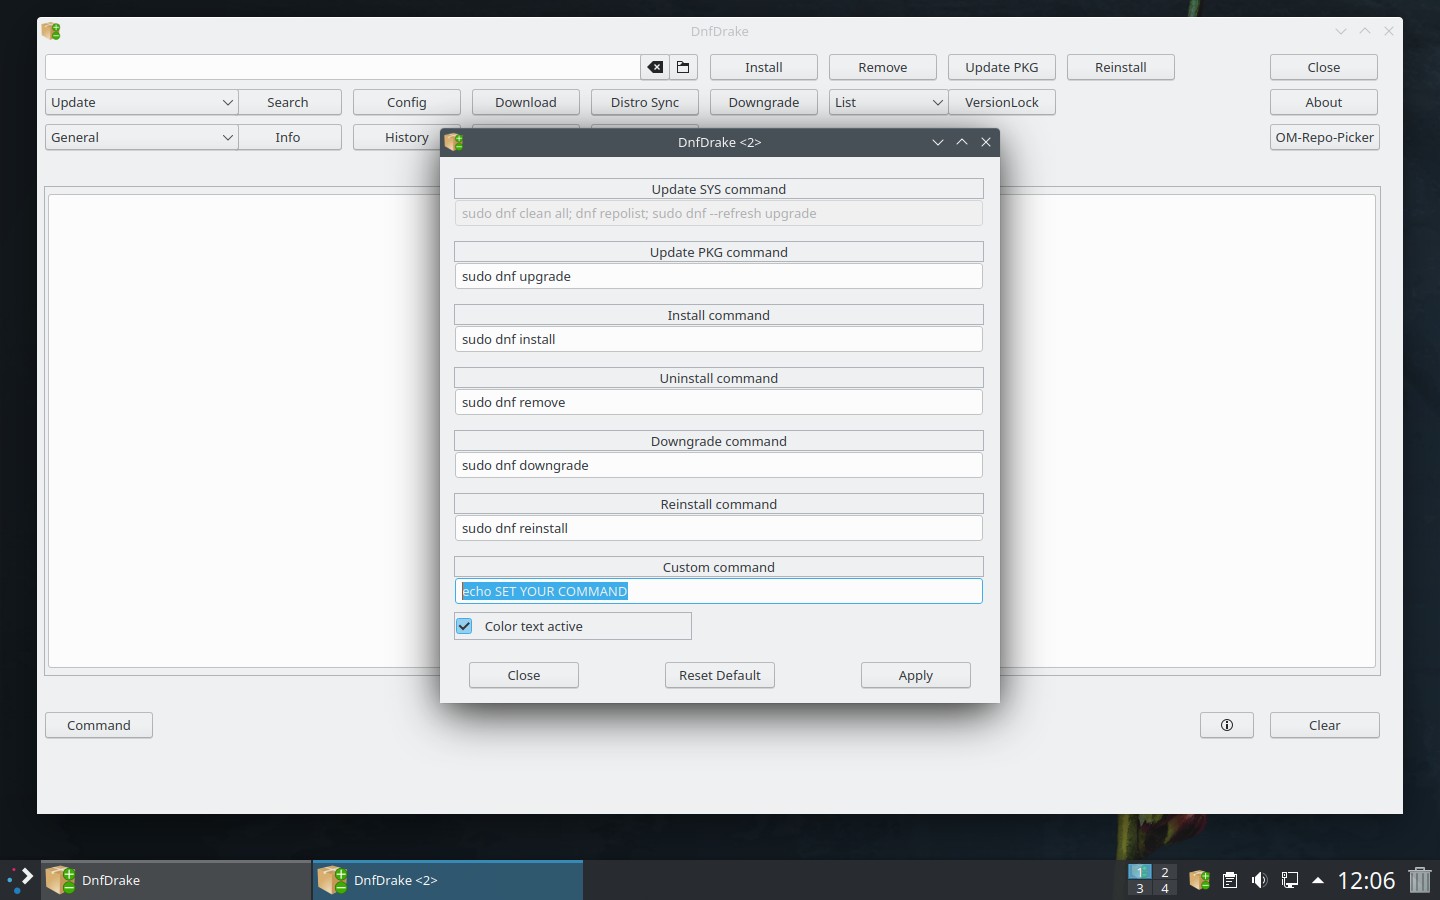 DnfDrake
Install
Remove
Update PKG
Reinstall
Close
Update
Search
Config
Download
Distro Sync
Downgrade
List
VersionLock
About
General
Info
History
OM-Repo-Picker
DnfDrake <2>
Update SYS command
sudo dnf clean all; dnf repolist; sudo dnf --refresh upgrade
Update PKG command
sudo dnf upgrade
Install command
sudo dnf install
Uninstall command
sudo dnf remove
Downgrade command
sudo dnf downgrade
Reinstall command
sudo dnf reinstall
Custom command
echo SET YOUR COMMAND
Color text active
Close
Reset Default
Apply
Command
Clear
DnfDrake
DnfDrake <2>
1 2
3 4
12:06